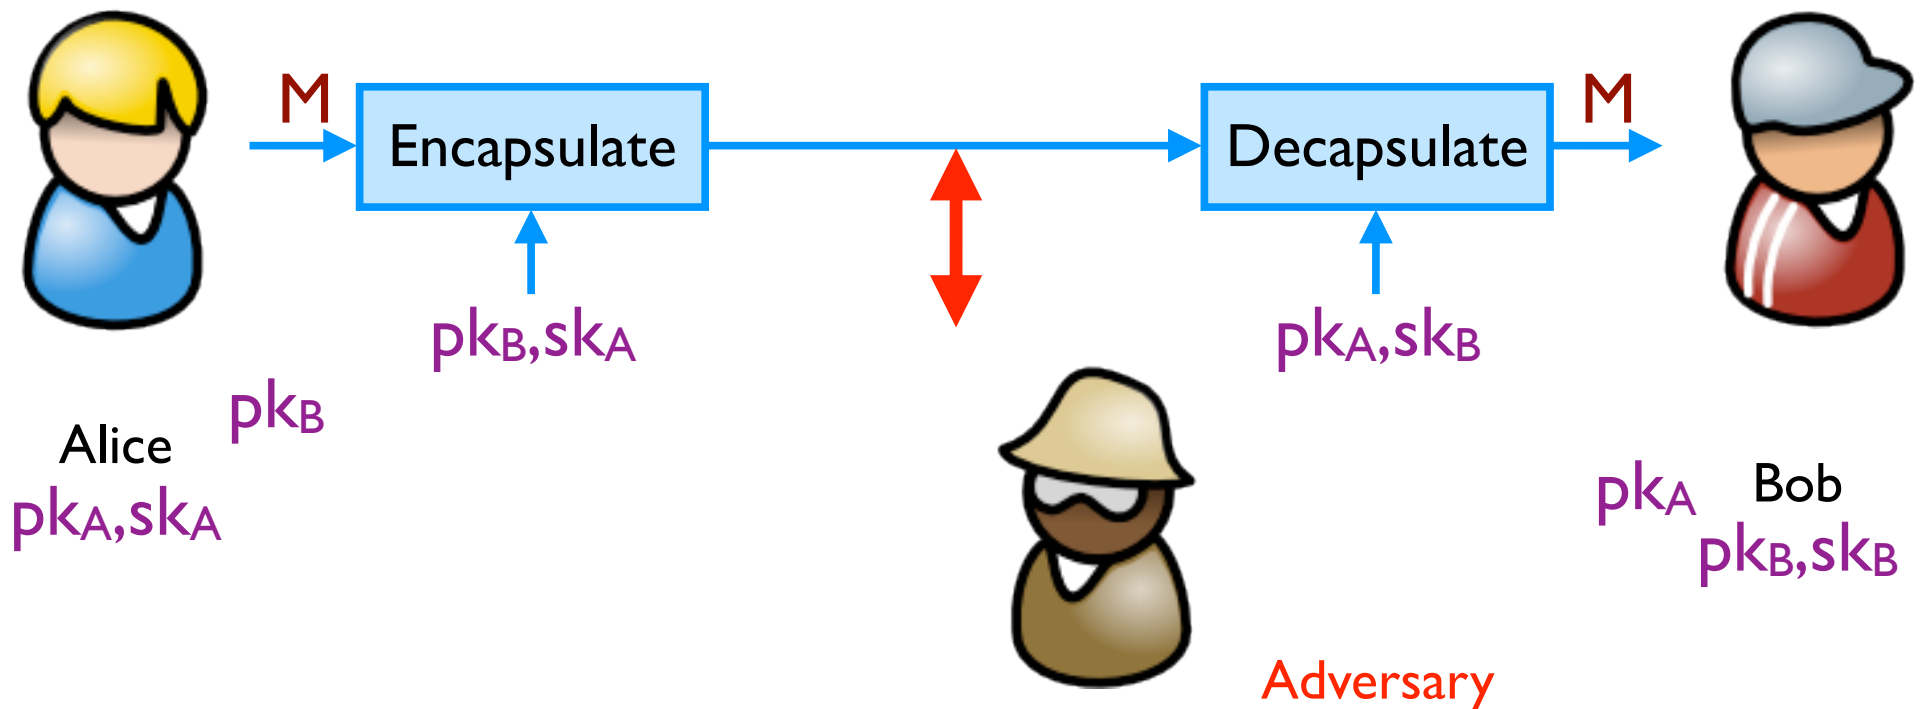 M
Encapsulate
Decapsulate
M
pkB,skA
pkA,skB
pkB
Alice
pkA,skA
pkA
Bob
pkB,skB
Adversary